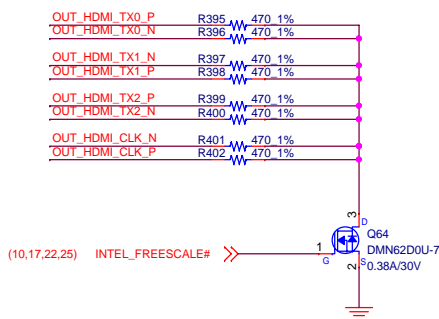 OUT_HDMI_TX0_P R395 470_1%
OUT_HDMI_TX0_N R396 470_1%
OUT_HDMI_TX1_N R397 470_1%
OUT_HDMI_TX1_P R398 470_1%
OUT_HDMI_TX2_P R399 470_1%
OUT_HDMI_TX2_N R400 470_1%
OUT_HDMI_CLK_N R401 470_1%
OUT_HDMI_CLK_P R402 470_1%
3 D
Q64
(10,17,22,25) INTEL_FREESCALE# 1 G DMN62D0U-7
2 S 0.38A/30V